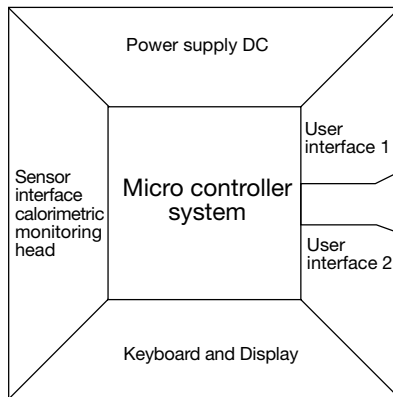 Power supply DC
User
interface 1
Sensor
interface
calorimetric
monitoring
head
Micro controller
system
User
interface 2
Keyboard and Display